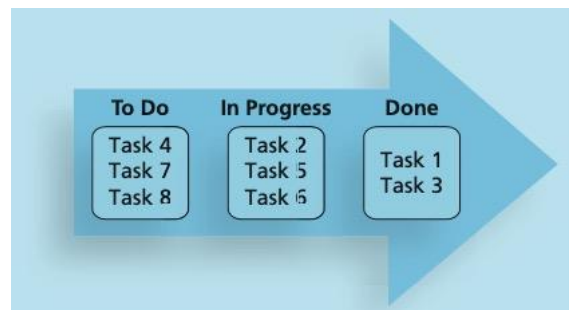 To Do
Task 4
Task 7
Task 8
In Progress
Task 2
Task 5
Task 6
Done
Task 1
Task 3